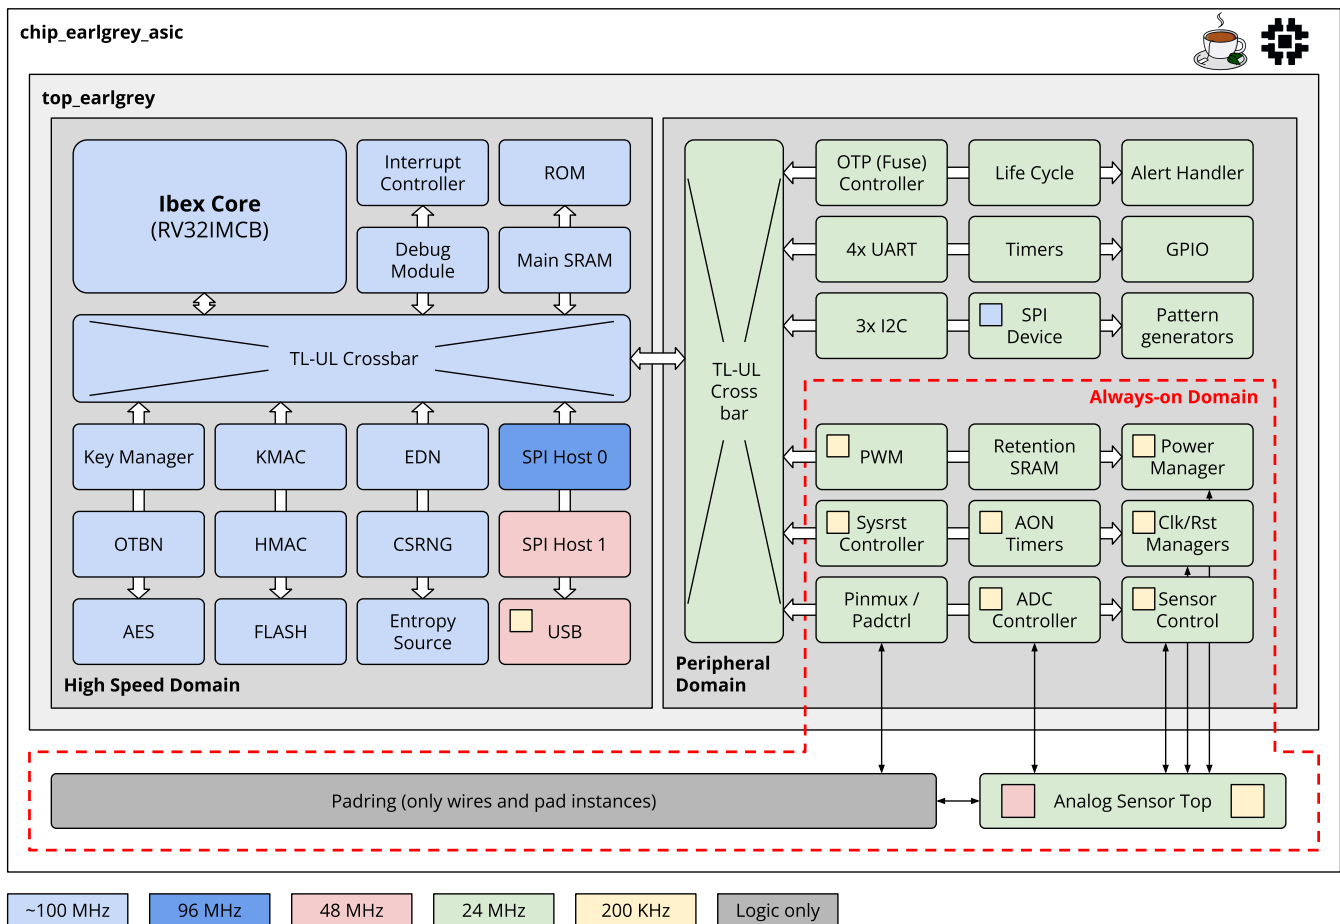 chip_earlgrey_asic
top_earlgrey
Ibex Core
(RV32IMCB)
Interrupt
Controller
ROM
Debug
Module
Main SRAM
TL-UL Crossbar
Key Manager
KMAC
EDN
SPI Host 0
OTBN
HMAC
CSRNG
SPI Host 1
AES
FLASH
Entropy
Source
USB
High Speed Domain
TL-UL
Cross
bar
OTP (Fuse)
Controller
Life Cycle
Alert Handler
4x UART
Timers
GPIO
3x I2C
SPI
Device
Pattern
generators
Always-on Domain
PWM
Retention
SRAM
Power
Manager
Sysrst
Controller
AON
Timers
Clk/Rst
Managers
Pinmux /
Padctrl
ADC
Controller
Sensor
Control
Peripheral
Domain
Padring (only wires and pad instances)
Analog Sensor Top
~100 MHz
96 MHz
48 MHz
24 MHz
200 KHz
Logic only